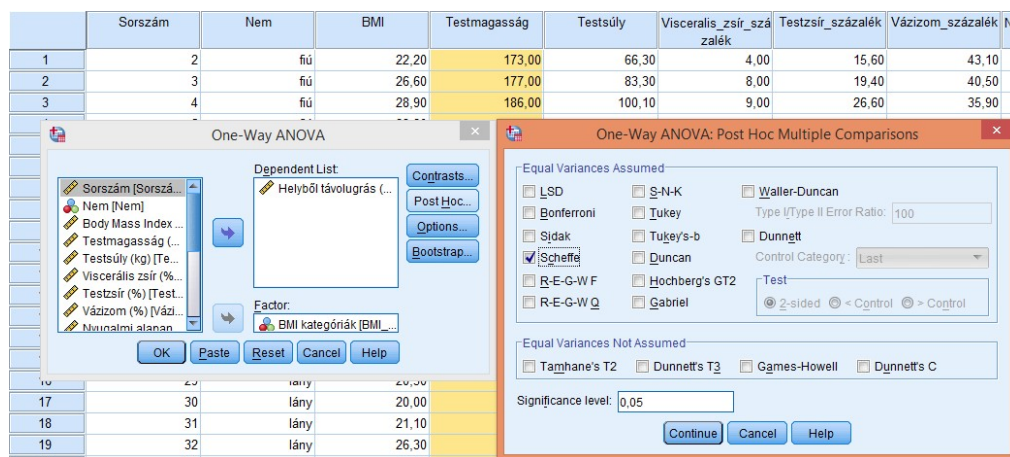 Sorszám Nem BMI Testmagasság Testsúly Visceralis_zsír_szá Testzsír_százalék Vázizom_százalék
zalék
1 2 fiú 22,20 173,00 66,30 4,00 15,60 43,10
2 3 fiú 26,60 177,00 83,30 8,00 19,40 40,50
3 4 fiú 28,90 186,00 100,10 9,00 26,60 35,90
One-Way ANOVA
Dependent List:
Sorszám [Sorszá...
Nem [Nem]
Body Mass Index ...
Testmagasság (...
Testsúly (kg) [Te...
Viscerális zsír (%...
Testzsír (%) [Test...
Vázizom (%) [Vázi...
Nyugalmi alapan
Helyből távolugrás (...
Contrasts...
Post Hoc...
Options...
Bootstrap...
Factor:
BMI kategóriák [BMI_...
OK Paste Reset Cancel Help
One-Way ANOVA: Post Hoc Multiple Comparisons
Equal Variances Assumed
LSD S-N-K Waller-Duncan
Bonferroni Tukey Type I/Type II Error Ratio: 100
Sidak Tukey's-b Dunnett
Scheffe Duncan Control Category: Last
R-E-G-W F Hochberg's GT2 Test
R-E-G-W Q Gabriel 2-sided < Control > Control
Equal Variances Not Assumed
Tamhane's T2 Dunnett's T3 Games-Howell Dunnett's C
Significance level: 0,05
Continue Cancel Help
17 30 lány 20,00
18 31 lány 21,10
19 32 lány 26,30